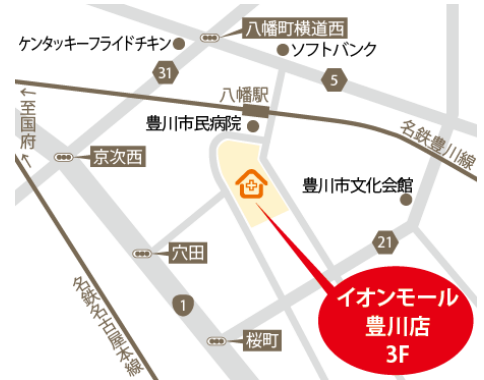 八幡町横道西
ケンタッキーフライドチキン
ソフトバンク
31
5
八幡駅
←至国府
豊川市民病院
名鉄豊川線
京次西
豊川市文化会館
穴田
21
イオンモール
豊川店
3F
1
名鉄名古屋本線
桜町